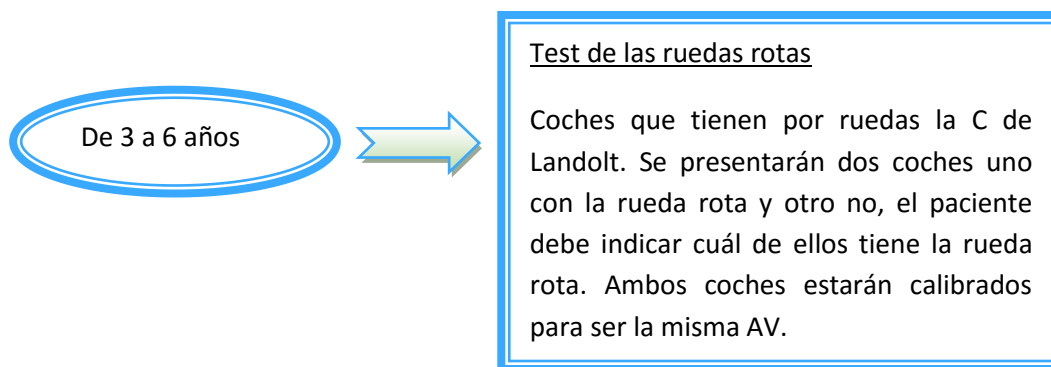 De 3 a 6 años
Test de las ruedas rotas
Coches que tienen por ruedas la C de
Landolt. Se presentarán dos coches uno
con la rueda rota y otro no, el paciente
debe indicar cuál de ellos tiene la rueda
rota. Ambos coches estarán calibrados
para ser la misma AV.